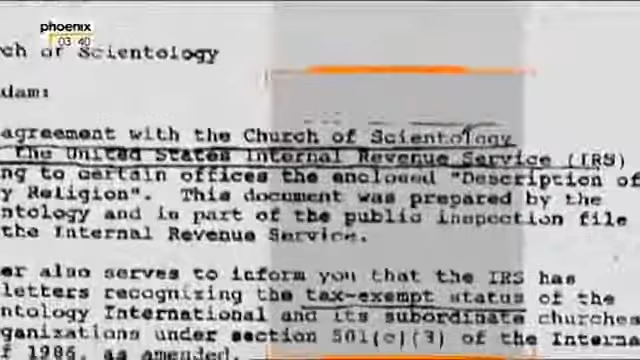 phoenix
03 40
ch of Scientology
dam:
agreement with the Church of Scientology
the United States Internal Revenue Service (IRS)
ng to certain offices the enclosed "Description of
y Religion". This document was prepared by the
ntology and is part of the public inspection file
the Internal Revenue Service.
er also serves to inform you that the IRS has
letters recognizing the tax-exempt status of the
ntology International and its subordinate churches
ganizations under section 501(c)(3) of the Interna
f 1986, as amended.